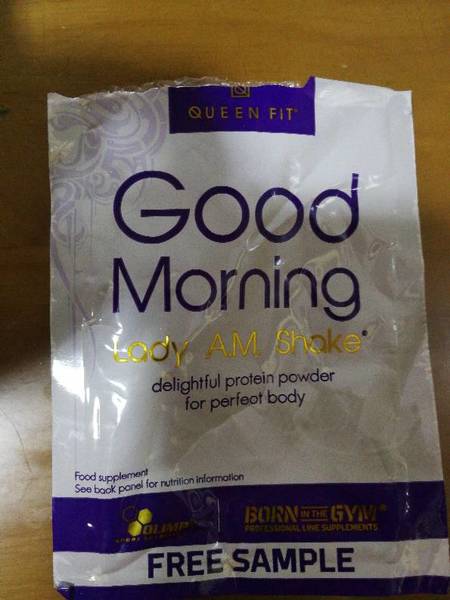 QUEEN FIT
Good
Morning
Lady A.M. Shake
delightful protein powder
for perfect body
Food supplement
See back panel for nutrition information
OLIMP
BORN IN THE GYM®
PROFESSIONAL LINE SUPPLEMENTS
FREE SAMPLE